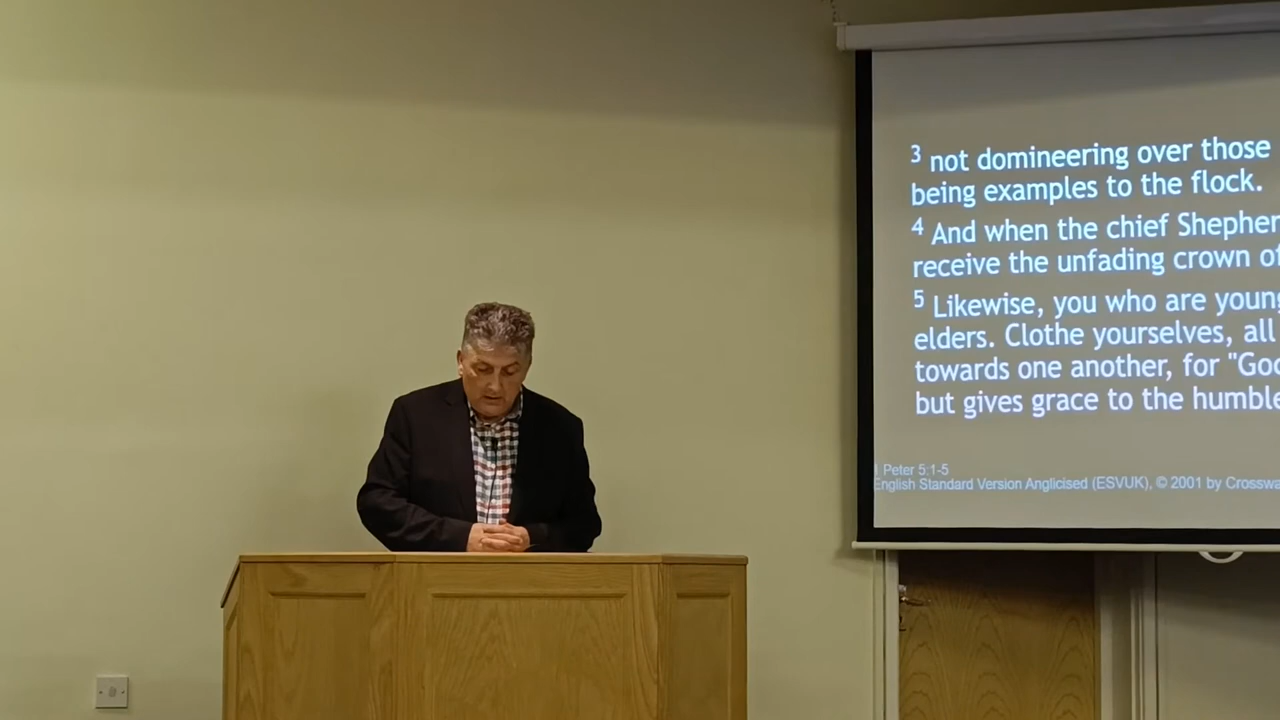 3 not domineering over those
being examples to the flock.
4 And when the chief Shepher
receive the unfading crown of
5 Likewise, you who are young
elders. Clothe yourselves, all
towards one another, for "God
but gives grace to the humble
1 Peter 5:1-5
English Standard Version Anglicised (ESVUK), © 2001 by Crosswa